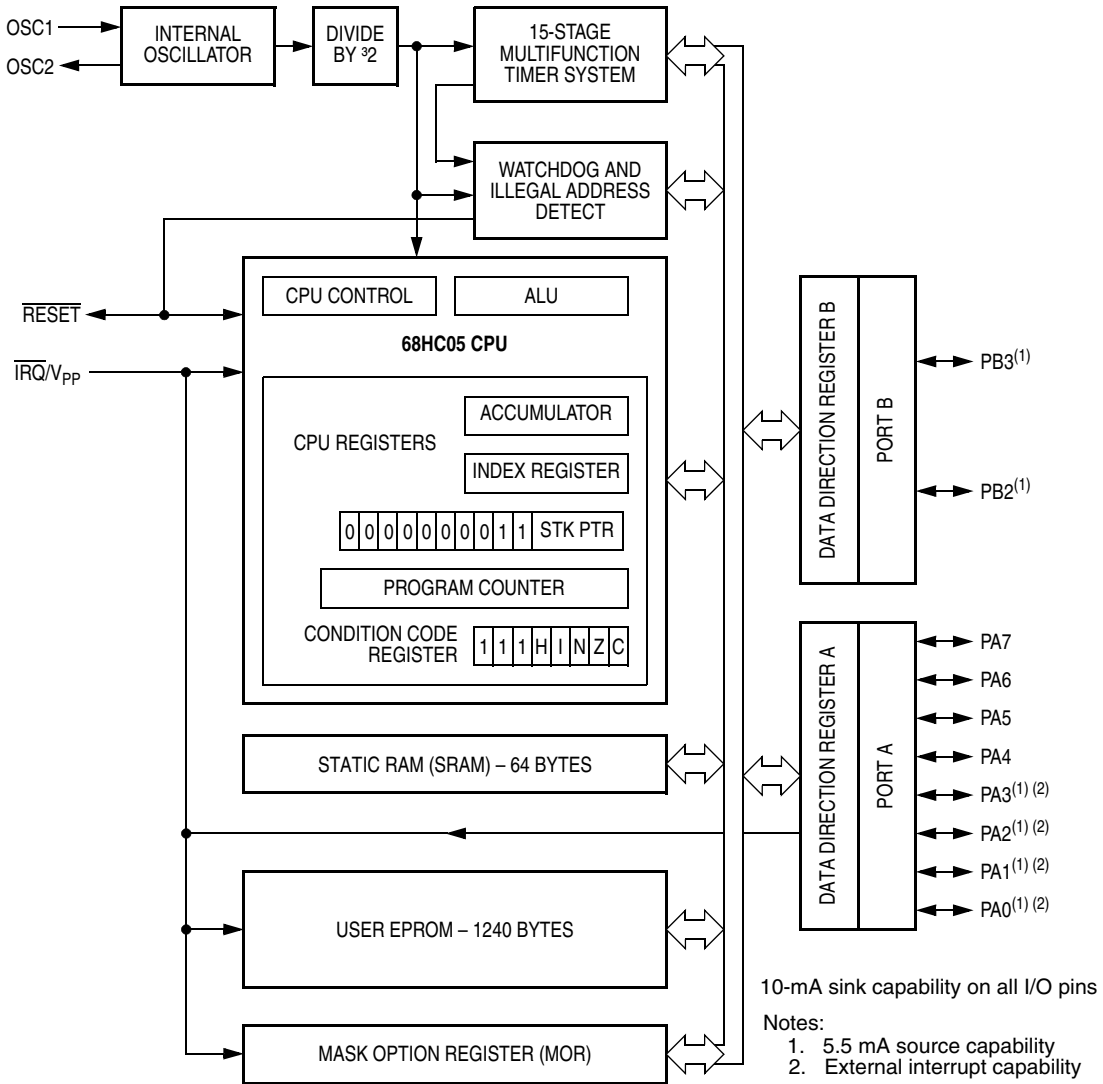 OSC1
OSC2
INTERNAL
OSCILLATOR
DIVIDE
BY ³2
15-STAGE
MULTIFUNCTION
TIMER SYSTEM
WATCHDOG AND
ILLEGAL ADDRESS
DETECT
RESET
IRQ/VPP
CPU CONTROL
ALU
68HC05 CPU
CPU REGISTERS
ACCUMULATOR
INDEX REGISTER
0 0 0 0 0 0 0 0 1 1 STK PTR
PROGRAM COUNTER
CONDITION CODE
REGISTER
1 1 1 H I N Z C
STATIC RAM (SRAM) – 64 BYTES
USER EPROM – 1240 BYTES
MASK OPTION REGISTER (MOR)
DATA DIRECTION REGISTER B
PORT B
PB3(1)
PB2(1)
DATA DIRECTION REGISTER A
PORT A
PA7
PA6
PA5
PA4
PA3(1) (2)
PA2(1) (2)
PA1(1) (2)
PA0(1) (2)
10-mA sink capability on all I/O pins
Notes:
1. 5.5 mA source capability
2. External interrupt capability